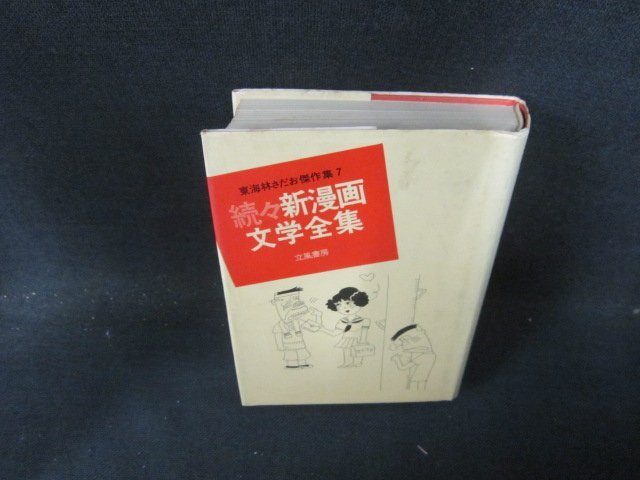 東海林さだお傑作集7
続々新漫画
文学全集
立風書房